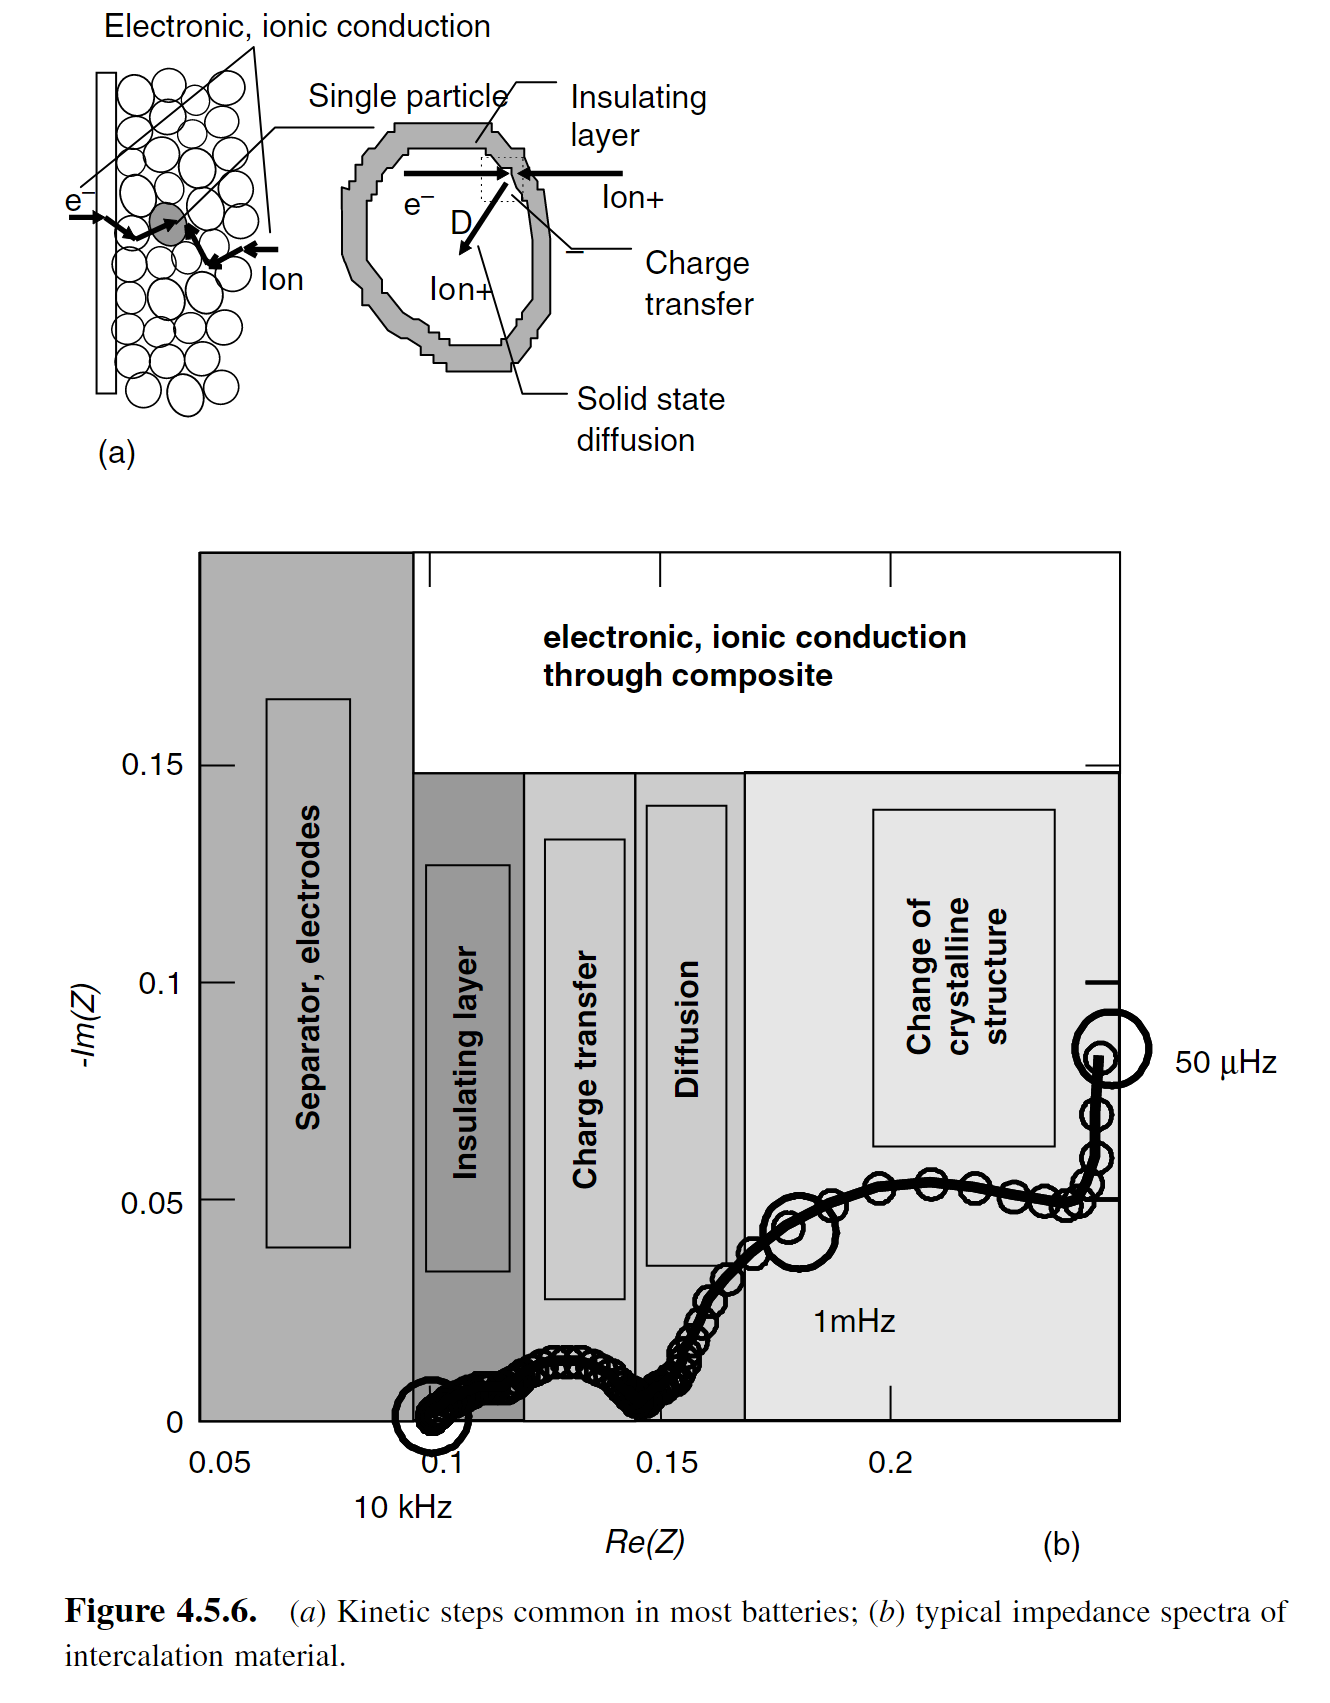 Electronic, ionic conduction
Single particle
Insulating
layer
e–
Ion+
e–
D
Ion
Ion+
Charge
transfer
Solid state
diffusion
(a)
electronic, ionic conduction
through composite
0.15
0.1
0.05
0
-Im(Z)
Separator, electrodes
Insulating layer
Charge transfer
Diffusion
Change of
crystalline
structure
50 μHz
1mHz
0.05
0.1
0.15
0.2
10 kHz
Re(Z)
(b)
Figure 4.5.6. (a) Kinetic steps common in most batteries; (b) typical impedance spectra of
intercalation material.